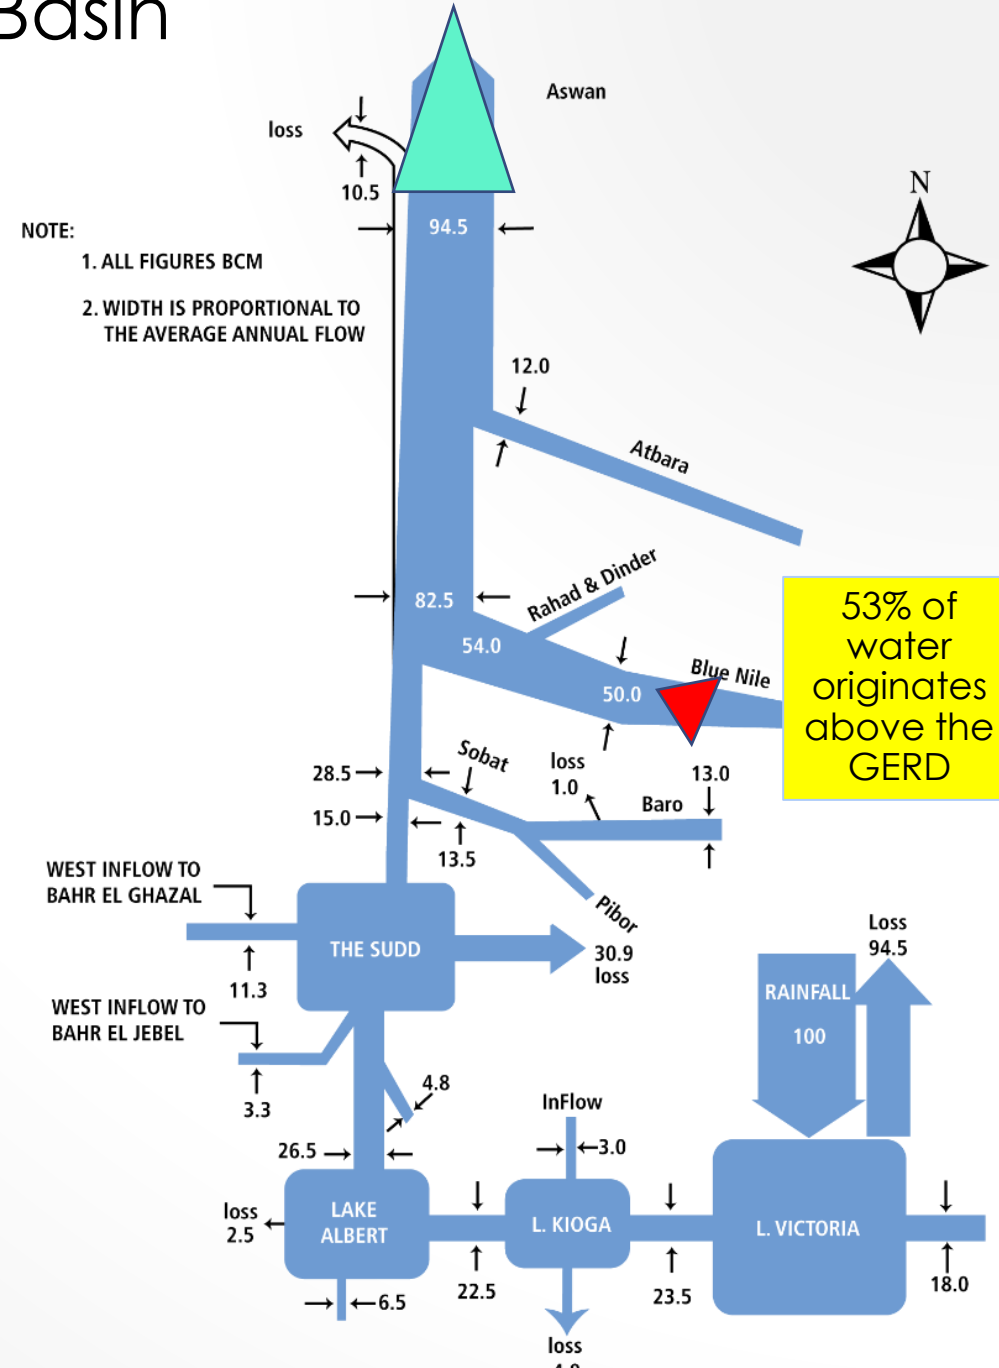 Basin
Aswan
loss
10.5
94.5
N
NOTE:
1. ALL FIGURES BCM
2. WIDTH IS PROPORTIONAL TO
THE AVERAGE ANNUAL FLOW
12.0
Atbara
82.5
Rahad & Dinder
54.0
50.0
Blue Nile
53% of
water
originates
above the
GERD
28.5
Sobat
loss
1.0
Baro
13.0
15.0
13.5
Pibor
WEST INFLOW TO
BAHR EL GHAZAL
11.3
THE SUDD
30.9
loss
WEST INFLOW TO
BAHR EL JEBEL
3.3
4.8
26.5
Loss
94.5
RAINFALL
100
InFlow
3.0
LAKE
ALBERT
loss
2.5
6.5
22.5
L. KIOGA
23.5
L. VICTORIA
18.0
loss